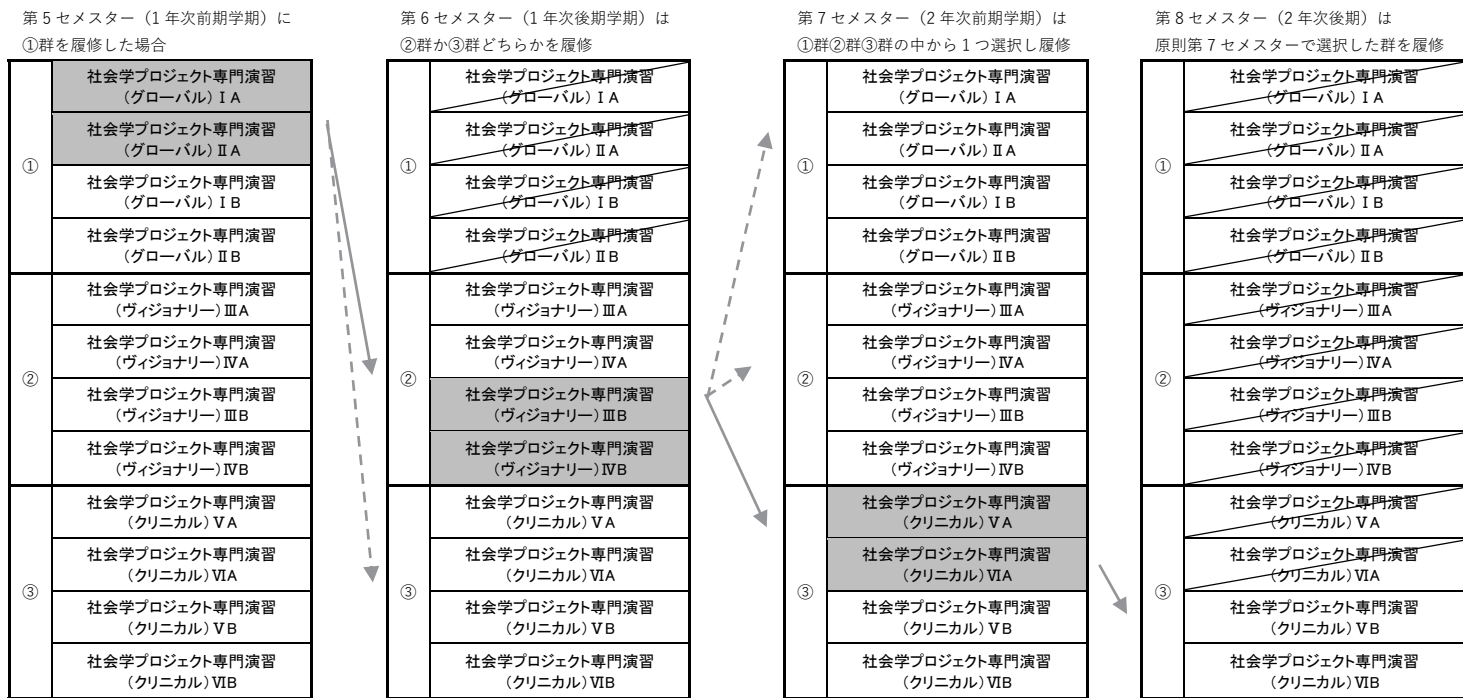 第５セメスター（１年次前期学期）に
①群を履修した場合
①
社会学プロジェクト専門演習
（グローバル）ⅠA
社会学プロジェクト専門演習
（グローバル）ⅡA
社会学プロジェクト専門演習
（グローバル）ⅠB
社会学プロジェクト専門演習
（グローバル）ⅡB
②
社会学プロジェクト専門演習
（ヴィジョナリー）ⅢA
社会学プロジェクト専門演習
（ヴィジョナリー）ⅣA
社会学プロジェクト専門演習
（ヴィジョナリー）ⅢB
社会学プロジェクト専門演習
（ヴィジョナリー）ⅣB
③
社会学プロジェクト専門演習
（クリニカル）ⅤA
社会学プロジェクト専門演習
（クリニカル）ⅥA
社会学プロジェクト専門演習
（クリニカル）ⅤB
社会学プロジェクト専門演習
（クリニカル）ⅥB
第６セメスター（１年次後期学期）は
②群か③群どちらかを履修
①
社会学プロジェクト専門演習
（グローバル）ⅠA
社会学プロジェクト専門演習
（グローバル）ⅡA
社会学プロジェクト専門演習
（グローバル）ⅠB
社会学プロジェクト専門演習
（グローバル）ⅡB
②
社会学プロジェクト専門演習
（ヴィジョナリー）ⅢA
社会学プロジェクト専門演習
（ヴィジョナリー）ⅣA
社会学プロジェクト専門演習
（ヴィジョナリー）ⅢB
社会学プロジェクト専門演習
（ヴィジョナリー）ⅣB
③
社会学プロジェクト専門演習
（クリニカル）ⅤA
社会学プロジェクト専門演習
（クリニカル）ⅥA
社会学プロジェクト専門演習
（クリニカル）ⅤB
社会学プロジェクト専門演習
（クリニカル）ⅥB
第７セメスター（２年次前期学期）は
①群②群③群の中から１つ選択し履修
①
社会学プロジェクト専門演習
（グローバル）ⅠA
社会学プロジェクト専門演習
（グローバル）ⅡA
社会学プロジェクト専門演習
（グローバル）ⅠB
社会学プロジェクト専門演習
（グローバル）ⅡB
②
社会学プロジェクト専門演習
（ヴィジョナリー）ⅢA
社会学プロジェクト専門演習
（ヴィジョナリー）ⅣA
社会学プロジェクト専門演習
（ヴィジョナリー）ⅢB
社会学プロジェクト専門演習
（ヴィジョナリー）ⅣB
③
社会学プロジェクト専門演習
（クリニカル）ⅤA
社会学プロジェクト専門演習
（クリニカル）ⅥA
社会学プロジェクト専門演習
（クリニカル）ⅤB
社会学プロジェクト専門演習
（クリニカル）ⅥB
第８セメスター（２年次後期）は
原則第７セメスターで選択した群を履修
①
社会学プロジェクト専門演習
（グローバル）ⅠA
社会学プロジェクト専門演習
（グローバル）ⅡA
社会学プロジェクト専門演習
（グローバル）ⅠB
社会学プロジェクト専門演習
（グローバル）ⅡB
②
社会学プロジェクト専門演習
（ヴィジョナリー）ⅢA
社会学プロジェクト専門演習
（ヴィジョナリー）ⅣA
社会学プロジェクト専門演習
（ヴィジョナリー）ⅢB
社会学プロジェクト専門演習
（ヴィジョナリー）ⅣB
③
社会学プロジェクト専門演習
（クリニカル）ⅤA
社会学プロジェクト専門演習
（クリニカル）ⅥA
社会学プロジェクト専門演習
（クリニカル）ⅤB
社会学プロジェクト専門演習
（クリニカル）ⅥB